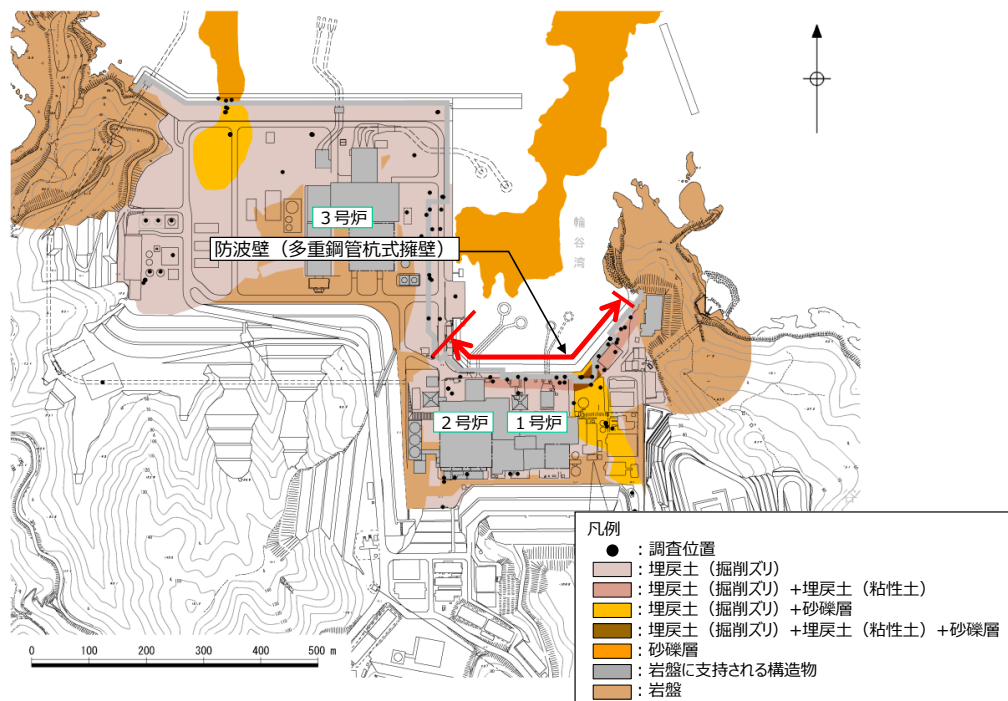 輪谷湾
3号炉
防波壁（多重鋼管杭式擁壁）
2号炉
1号炉
凡例
●：調査位置
：埋戻土（掘削ズリ）
：埋戻土（掘削ズリ）+埋戻土（粘性土）
：埋戻土（掘削ズリ）+砂礫層
：埋戻土（掘削ズリ）+埋戻土（粘性土）+砂礫層
：砂礫層
：岩盤に支持される構造物
：岩盤
0 100 200 300 400 500 m